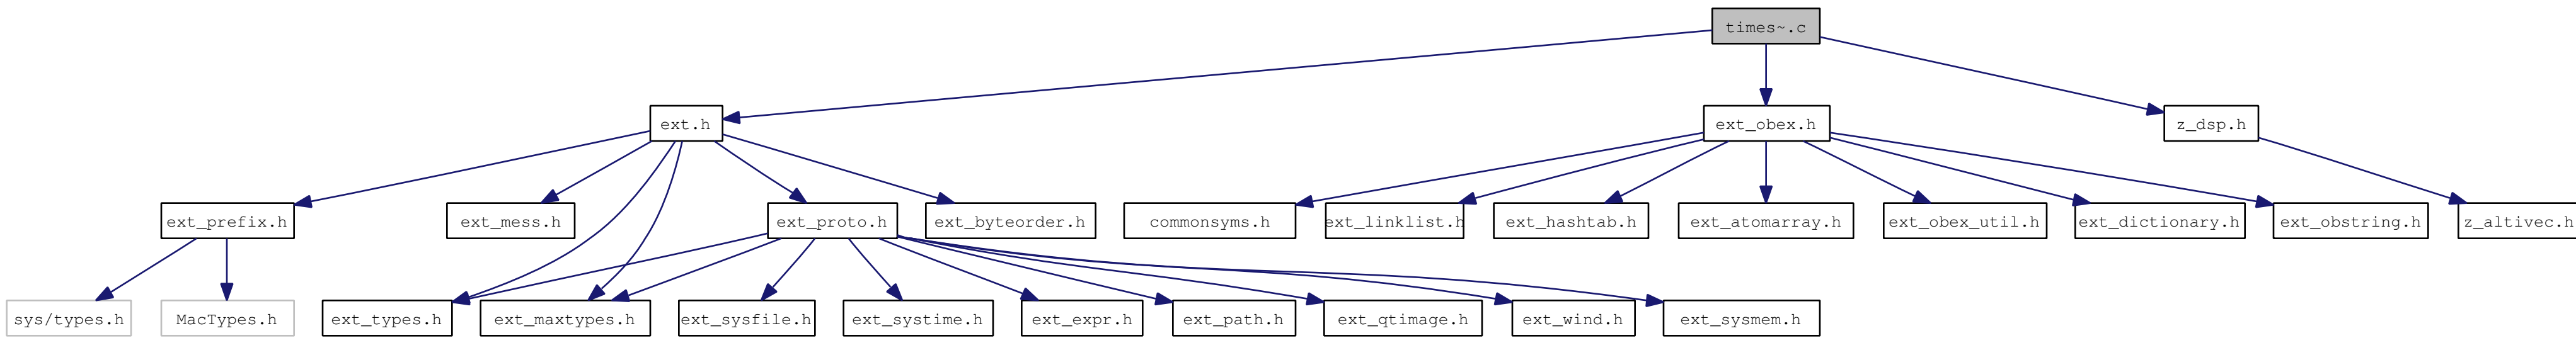 times~.c
ext.h
ext_obex.h
z_dsp.h
ext_prefix.h
ext_mess.h
ext_proto.h
ext_byteorder.h
commonsyms.h
ext_linklist.h
ext_hashtab.h
ext_atomarray.h
ext_obex_util.h
ext_dictionary.h
ext_obstring.h
z_altivec.h
sys/types.h
MacTypes.h
ext_types.h
ext_maxtypes.h
ext_sysfile.h
ext_systime.h
ext_expr.h
ext_path.h
ext_qtimage.h
ext_wind.h
ext_sysmem.h